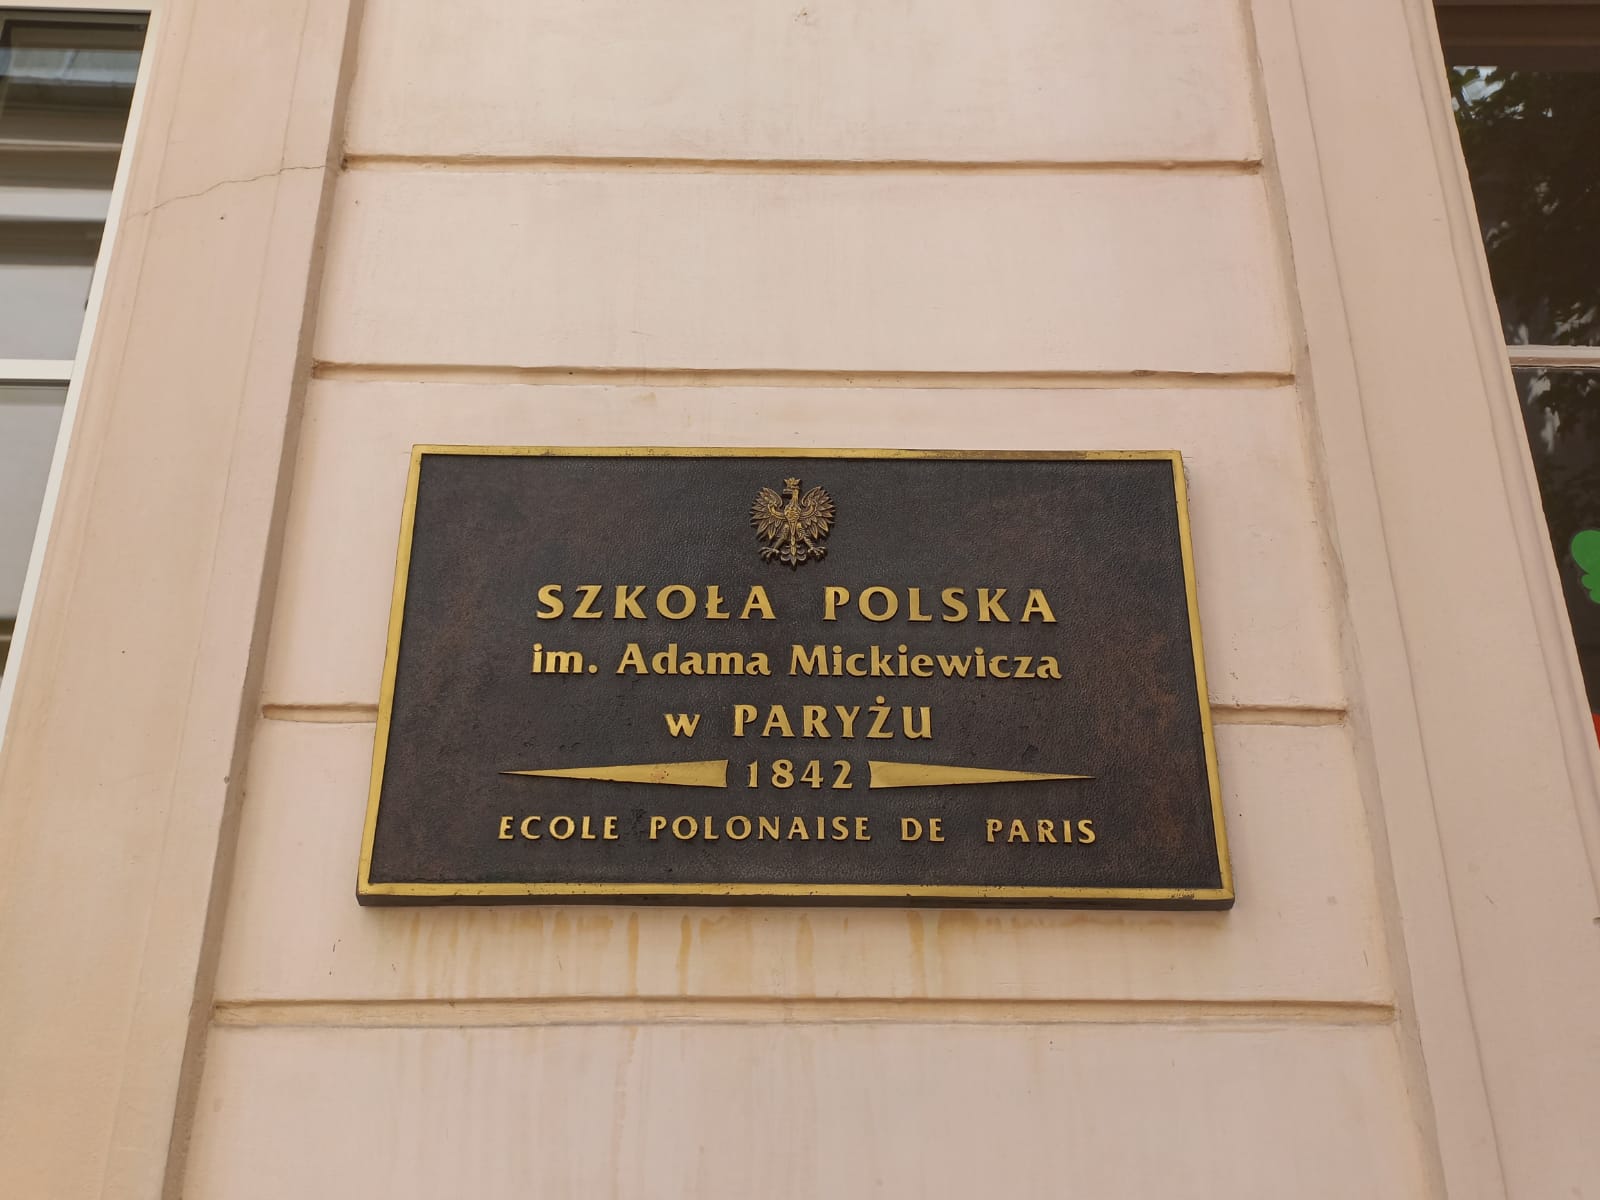 SZKOŁA POLSKA
im. Adama Mickiewicza
w PARYŻU
1842
ECOLE POLONAISE DE PARIS